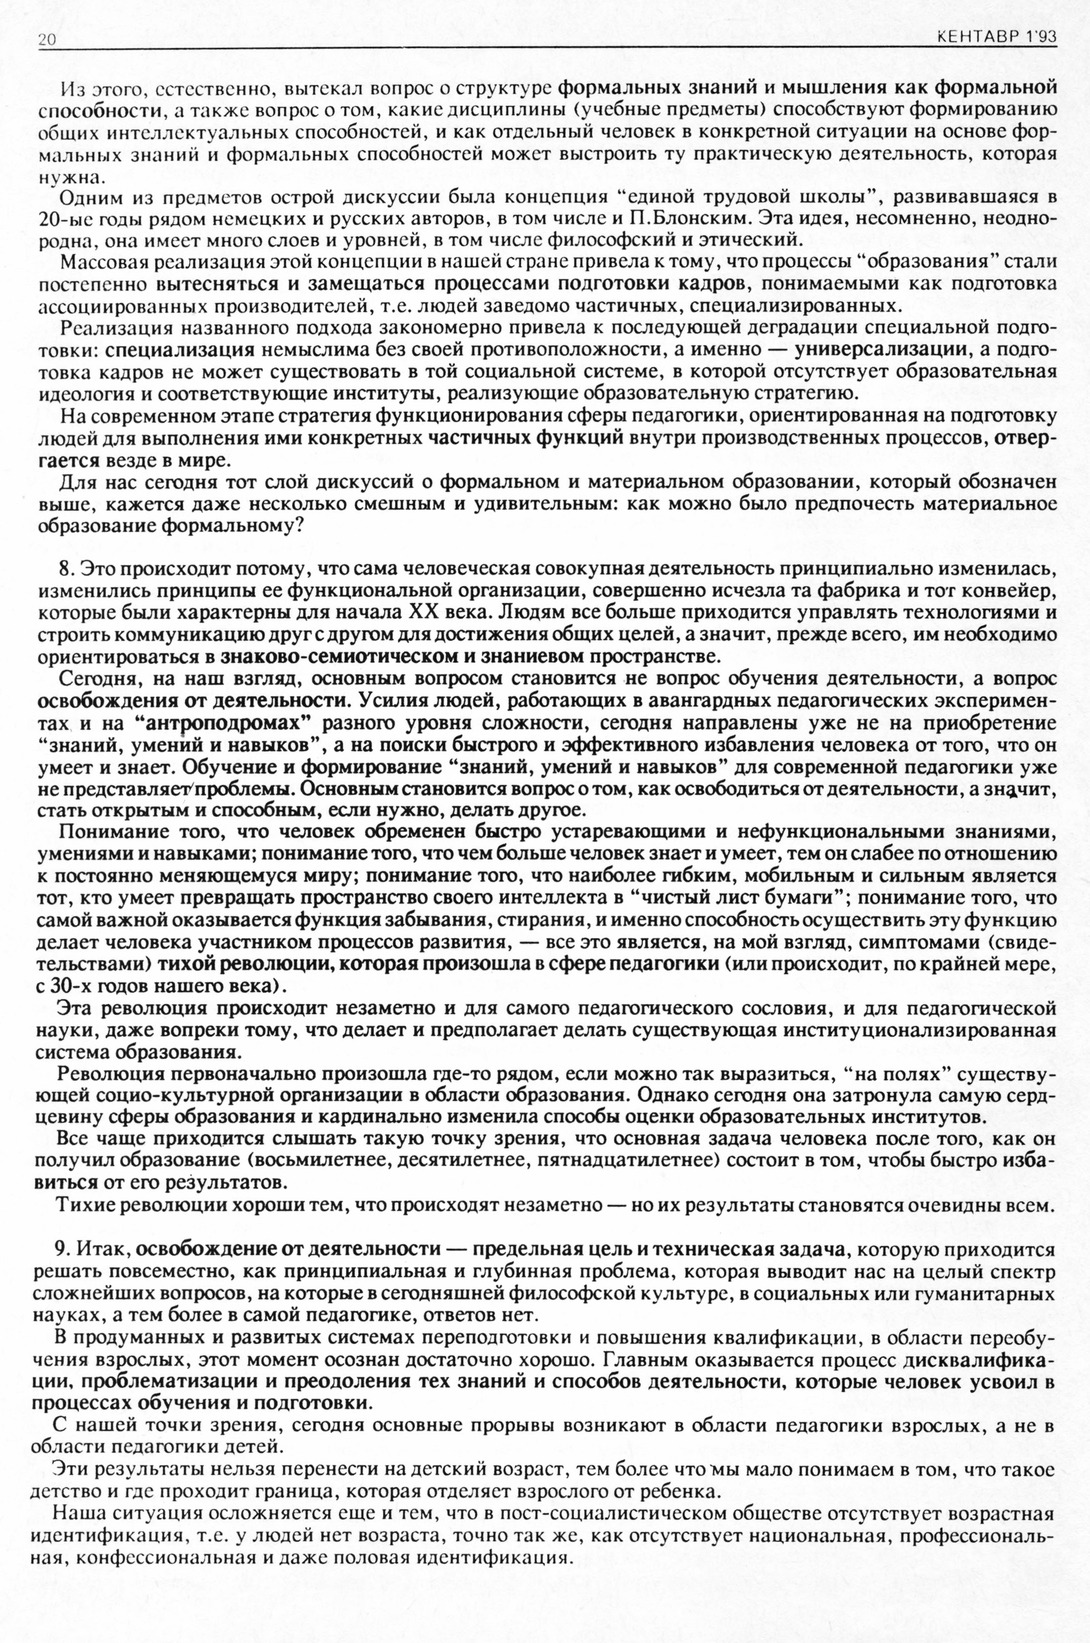 20
КЕНТАВР 1'93
Из этого, естественно, вытекал вопрос о структуре формальных знаний и мышления как формальной
способности, а также вопрос о том, какие дисциплины (учебные предметы) способствуют формированию
общих интеллектуальных способностей, и как отдельный человек в конкретной ситуации на основе фор-
мальных знаний и формальных способностей может выстроить ту практическую деятельность, которая
нужна.
Одним из предметов острой дискуссии была концепция “единой трудовой школы”, развивавшаяся в
20-ые годы рядом немецких и русских авторов, в том числе и П.Блонским. Эта идея, несомненно, неодно-
родна, она имеет много слоев и уровней, в том числе философский и этический.
Массовая реализация этой концепции в нашей стране привела к тому, что процессы “образования” стали
постепенно вытесняться и замещаться процессами подготовки кадров, понимаемыми как подготовка
ассоциированных производителей, т.е. людей заведомо частичных, специализированных.
Реализация названного подхода закономерно привела к последующей деградации специальной подго-
товки: специализация немыслима без своей противоположности, а именно — универсализации, а подго-
товка кадров не может существовать в той социальной системе, в которой отсутствует образовательная
идеология и соответствующие институты, реализующие образовательную стратегию.
На современном этапе стратегия функционирования сферы педагогики, ориентированная на подготовку
людей для выполнения ими конкретных частичных функций внутри производственных процессов, отвер-
гается везде в мире.
Для нас сегодня тот слой дискуссий о формальном и материальном образовании, который обозначен
выше, кажется даже несколько смешным и удивительным: как можно было предпочесть материальное
образование формальному?
8. Это происходит потому, что сама человеческая совокупная деятельность принципиально изменилась,
изменились принципы ее функциональной организации, совершенно исчезла та фабрика и тот конвейер,
которые были характерны для начала XX века. Людям все больше приходится управлять технологиями и
строить коммуникацию друг с другом для достижения общих целей, а значит, прежде всего, им необходимо
ориентироваться в знаково-семиотическом и знаниевом пространстве.
Сегодня, на наш взгляд, основным вопросом становится не вопрос обучения деятельности, а вопрос
освобождения от деятельности. Усилия людей, работающих в авангардных педагогических эксперимен-
тах и на “антроподромах” разного уровня сложности, сегодня направлены уже не на приобретение
“знаний, умений и навыков”, а на поиски быстрого и эффективного избавления человека от того, что он
умеет и знает. Обучение и формирование “знаний, умений и навыков” для современной педагогики уже
не представляет проблемы. Основным становится вопрос о том, как освободиться от деятельности, а значит,
стать открытым и способным, если нужно, делать другое.
Понимание того, что человек обременен быстро устаревающими и нефункциональными знаниями,
умениями и навыками; понимание того, что чем больше человек знает и умеет, тем он слабее по отношению
к постоянно меняющемуся миру; понимание того, что наиболее гибким, мобильным и сильным является
тот, кто умеет превращать пространство своего интеллекта в “чистый лист бумаги”; понимание того, что
самой важной оказывается функция забывания, стирания, и именно способность осуществить эту функцию
делает человека участником процессов развития, — все это является, на мой взгляд, симптомами (свиде-
тельствами) тихой революции, которая произошла в сфере педагогики (или происходит, по крайней мере,
с 30-х годов нашего века).
Эта революция происходит незаметно и для самого педагогического сословия, и для педагогической
науки, даже вопреки тому, что делает и предполагает делать существующая институционализированная
система образования.
Революция первоначально произошла где-то рядом, если можно так выразиться, “на полях” существу-
ющей социо-культурной организации в области образования. Однако сегодня она затронула самую серд-
цевину сферы образования и кардинально изменила способы оценки образовательных институтов.
Все чаще приходится слышать такую точку зрения, что основная задача человека после того, как он
получил образование (восьмилетнее, десятилетнее, пятнадцатилетнее) состоит в том, чтобы быстро изба-
виться от его результатов.
Тихие революции хороши тем, что происходят незаметно — но их результаты становятся очевидны всем.
9. Итак, освобождение от деятельности — предельная цель и техническая задача, которую приходится
решать повсеместно, как принципиальная и глубинная проблема, которая выводит нас на целый спектр
сложнейших вопросов, на которые в сегодняшней философской культуре, в социальных или гуманитарных
науках, а тем более в самой педагогике, ответов нет.
В продуманных и развитых системах переподготовки и повышения квалификации, в области переобу-
чения взрослых, этот момент осознан достаточно хорошо. Главным оказывается процесс дисквалифика-
ции, проблематизации и преодоления тех знаний и способов деятельности, которые человек усвоил в
процессах обучения и подготовки.
С нашей точки зрения, сегодня основные прорывы возникают в области педагогики взрослых, а не в
области педагогики детей.
Эти результаты нельзя перенести на детский возраст, тем более что мы мало понимаем в том, что такое
детство и где проходит граница, которая отделяет взрослого от ребенка.
Наша ситуация осложняется еще и тем, что в пост-социалистическом обществе отсутствует возрастная
идентификация, т.е. у людей нет возраста, точно так же, как отсутствует национальная, профессиональ-
ная, конфессиональная и даже половая идентификация.